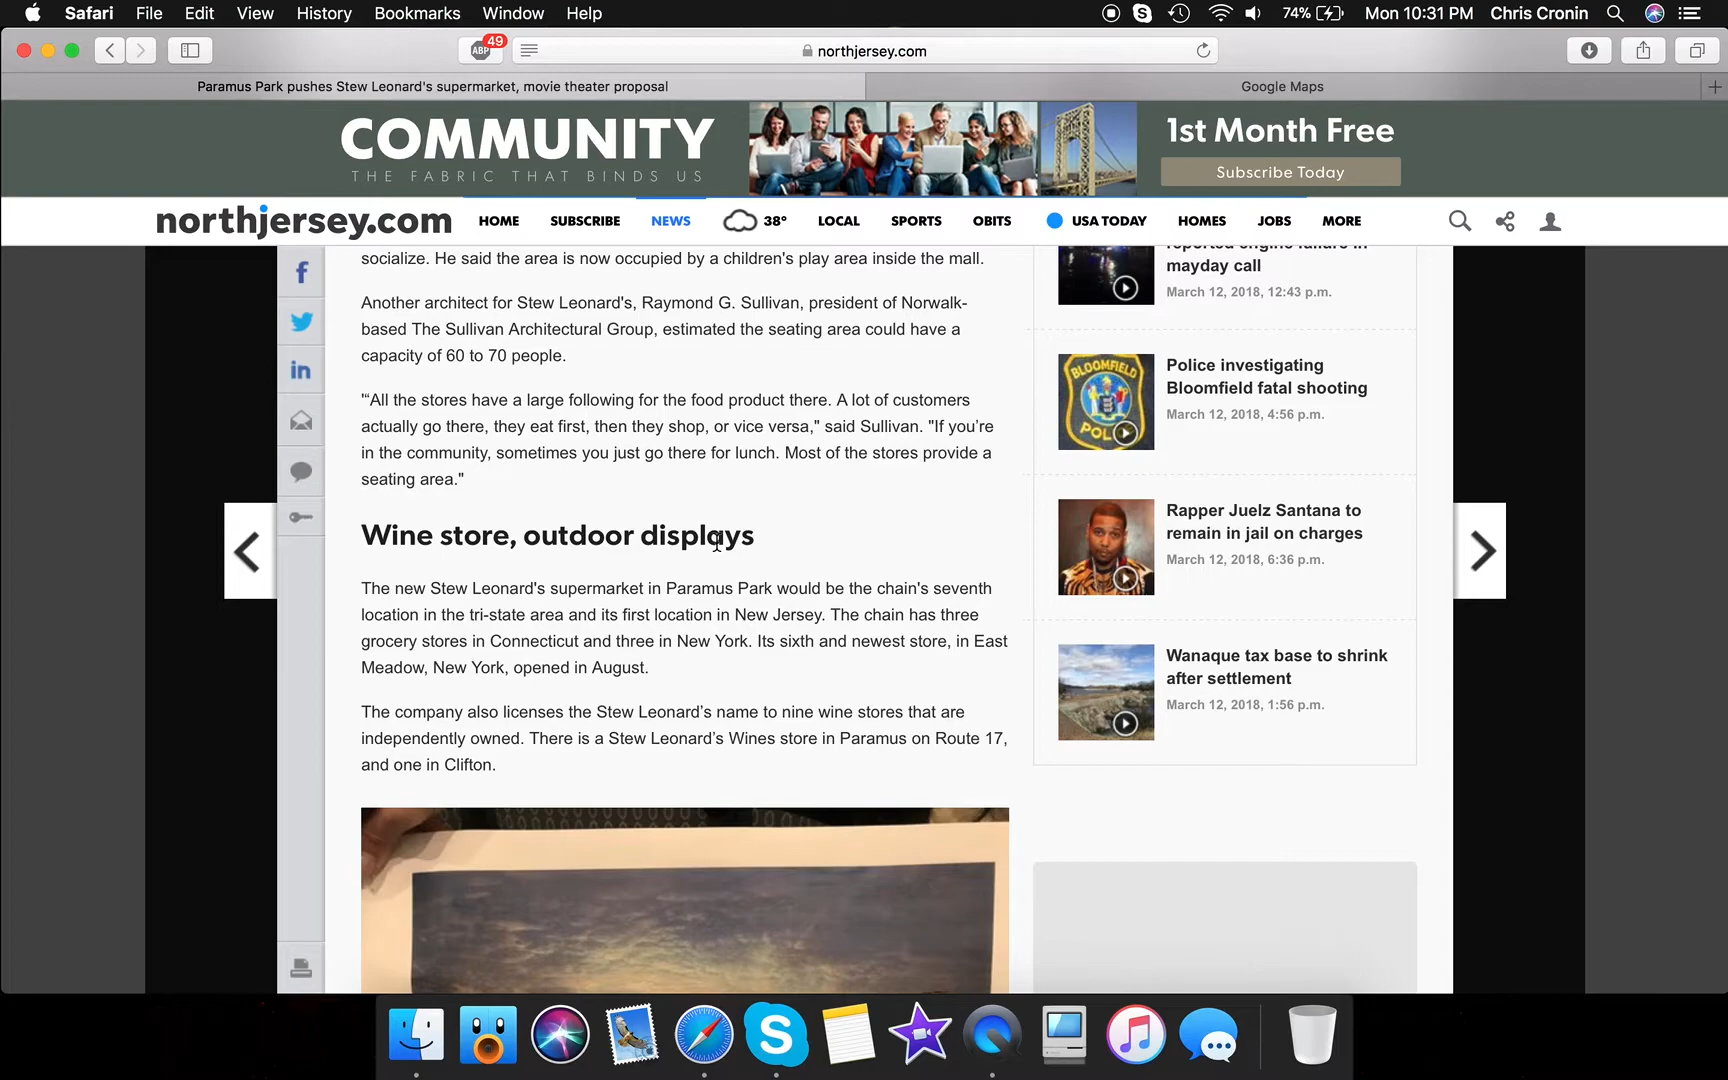 Safari File Edit View History Bookmarks Window Help 74% Mon 10:31 PM Chris Cronin
ABP 49 northjersey.com
Paramus Park pushes Stew Leonard's supermarket, movie theater proposal Google Maps
COMMUNITY
THE FABRIC THAT BINDS US
1st Month Free
Subscribe Today
northjersey.com HOME SUBSCRIBE NEWS 38° LOCAL SPORTS OBITS USA TODAY HOMES JOBS MORE
socialize. He said the area is now occupied by a children's play area inside the mall.
Another architect for Stew Leonard's, Raymond G. Sullivan, president of Norwalk-
based The Sullivan Architectural Group, estimated the seating area could have a
capacity of 60 to 70 people.
"“All the stores have a large following for the food product there. A lot of customers
actually go there, they eat first, then they shop, or vice versa," said Sullivan. "If you’re
in the community, sometimes you just go there for lunch. Most of the stores provide a
seating area."
Wine store, outdoor displays
The new Stew Leonard's supermarket in Paramus Park would be the chain's seventh
location in the tri-state area and its first location in New Jersey. The chain has three
grocery stores in Connecticut and three in New York. Its sixth and newest store, in East
Meadow, New York, opened in August.
The company also licenses the Stew Leonard’s name to nine wine stores that are
independently owned. There is a Stew Leonard’s Wines store in Paramus on Route 17,
and one in Clifton.
reported engine failure in
mayday call
March 12, 2018, 12:43 p.m.
BLOOMFIELD
POLI
Police investigating
Bloomfield fatal shooting
March 12, 2018, 4:56 p.m.
Rapper Juelz Santana to
remain in jail on charges
March 12, 2018, 6:36 p.m.
Wanaque tax base to shrink
after settlement
March 12, 2018, 1:56 p.m.